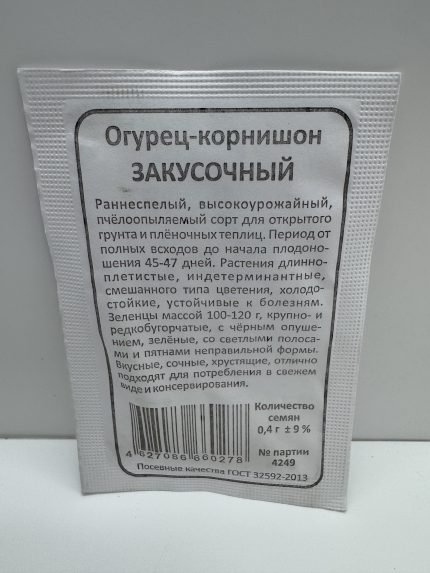 Огурец-корнишон
ЗАКУСОЧНЫЙ
Раннеспелый, высокоурожайный,
пчёлоопыляемый сорт для открытого
грунта и плёночных теплиц. Период от
полных всходов до начала плодоно-
шения 45-47 дней. Растения длинно-
плетистые, индетерминантные,
смешанного типа цветения, холодо-
стойкие, устойчивые к болезням.
Зеленцы массой 100-120 г, крупно- и
редкобугорчатые, с чёрным опуше-
нием, зелёные, со светлыми полоса-
ми и пятнами неправильной формы.
Вкусные, сочные, хрустящие, отлично
подходят для потребления в свежем
виде и консервирования.
Количество
семян
0,4 г ± 9 %
№ партии
4249
4 627086 660278
Посевные качества ГОСТ 32592-2013